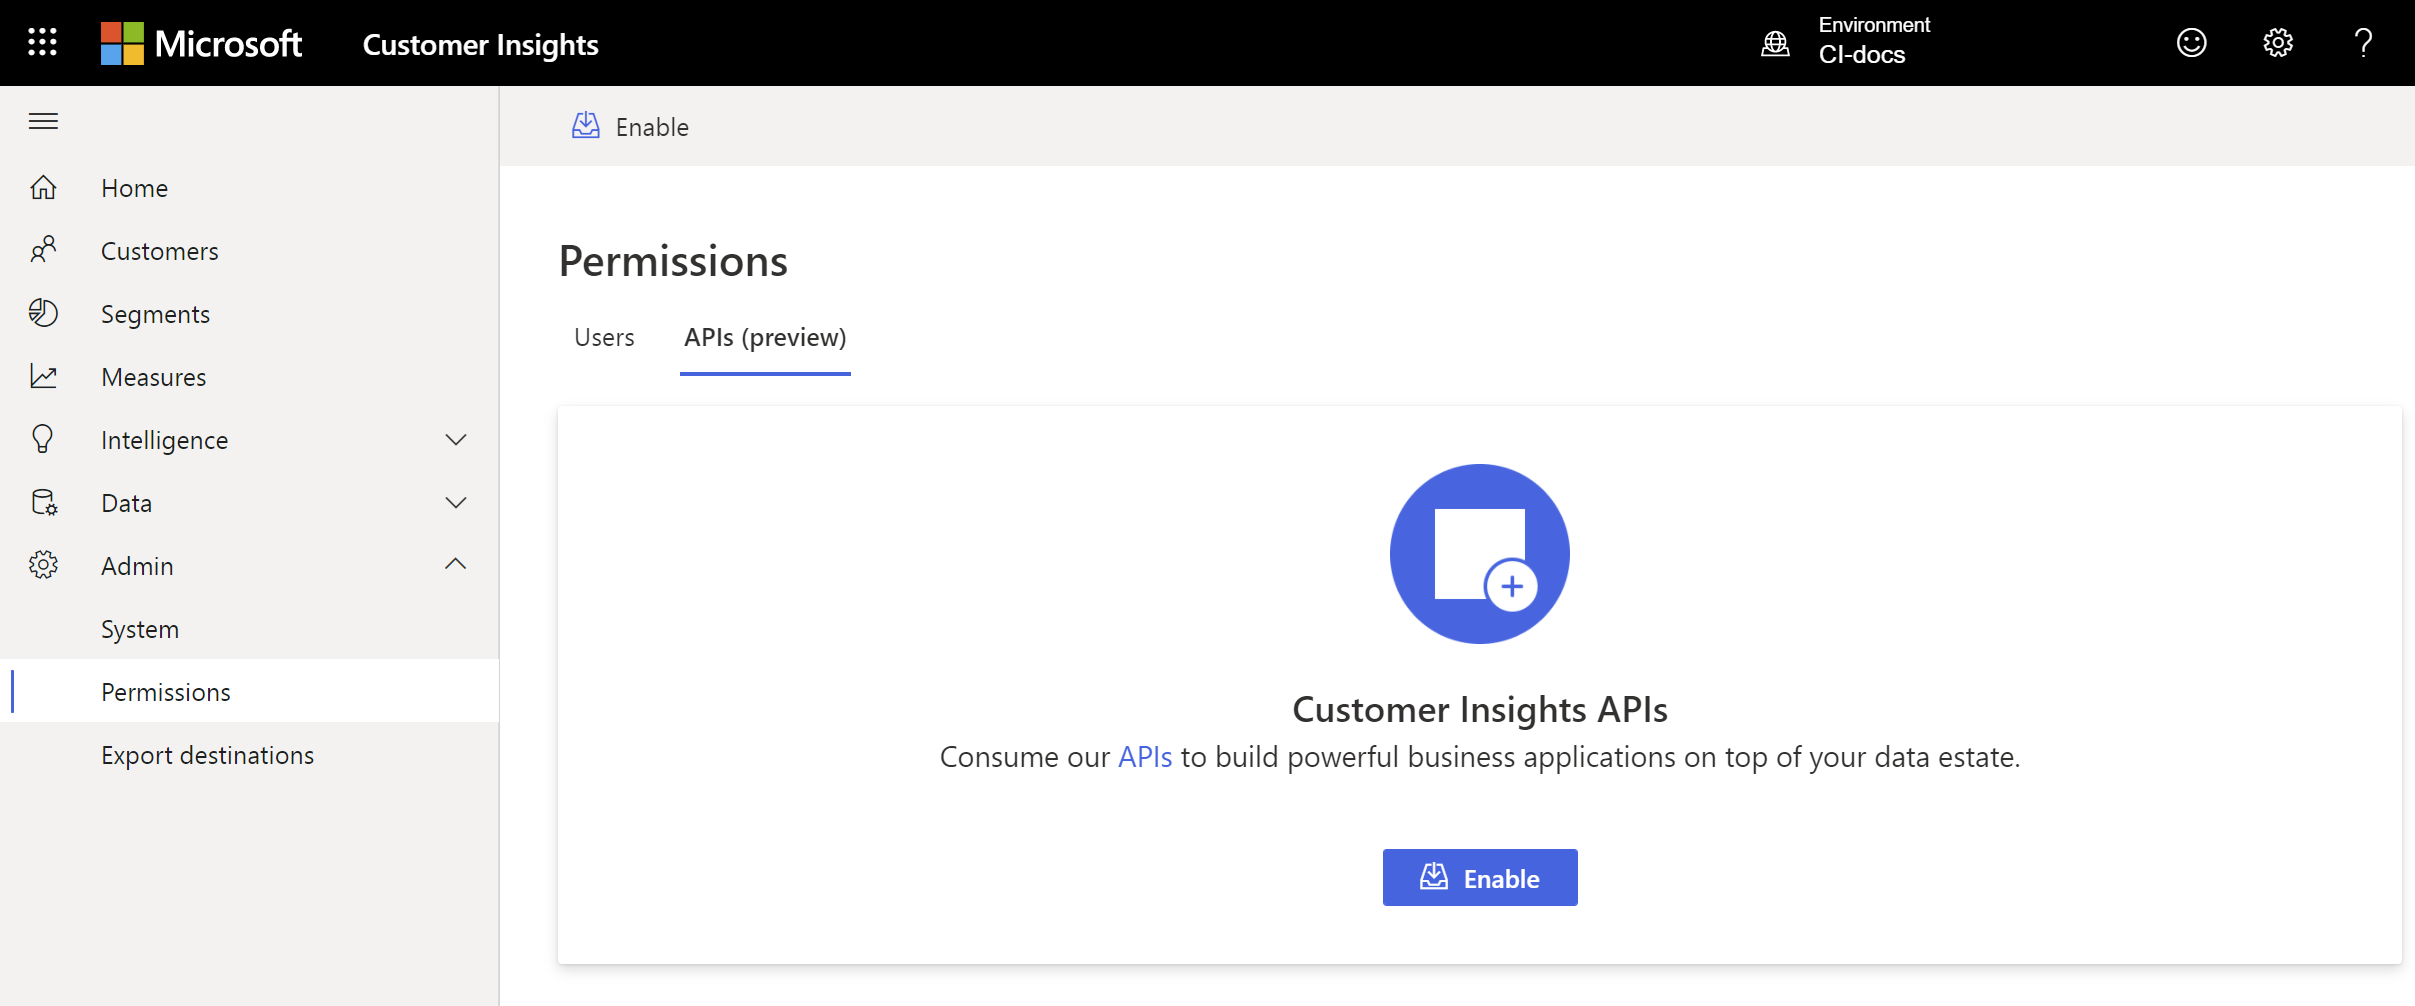 Microsoft
Customer Insights
Environment
CI-docs
Enable
Home
Customers
Segments
Measures
Intelligence
Data
Admin
System
Permissions
Export destinations
Permissions
Users
APIs (preview)
Customer Insights APIs
Consume our APIs to build powerful business applications on top of your data estate.
Enable